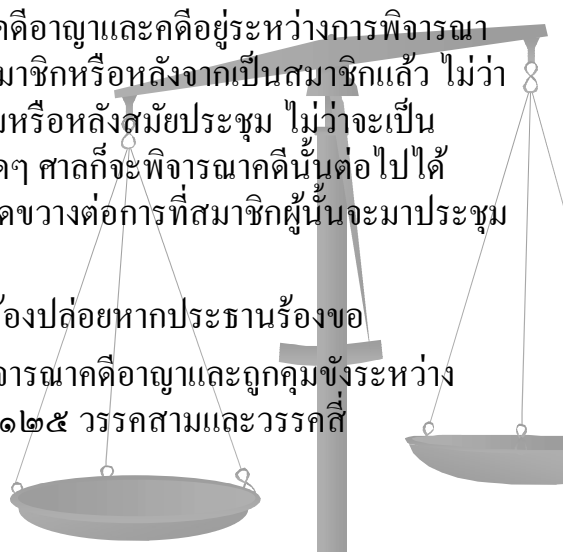 คดีอาญาและคดีอยู่ระหว่างการพิจารณา
มาชิกหรือหลังจากเป็นสมาชิกแล้ว ไม่ว่า
มหรือหลังสมัยประชุม ไม่ว่าจะเป็น
ดๆ ศาลก็จะพิจารณาคดีนั้นต่อไปได้
ดขวางต่อการที่สมาชิกผู้นั้นจะมาประชุม
้องปล่อยหากประธานร้องขอ
จารณาคดีอาญาและถูกคุมขังระหว่าง
๑๒๕ วรรคสามและวรรคสี่